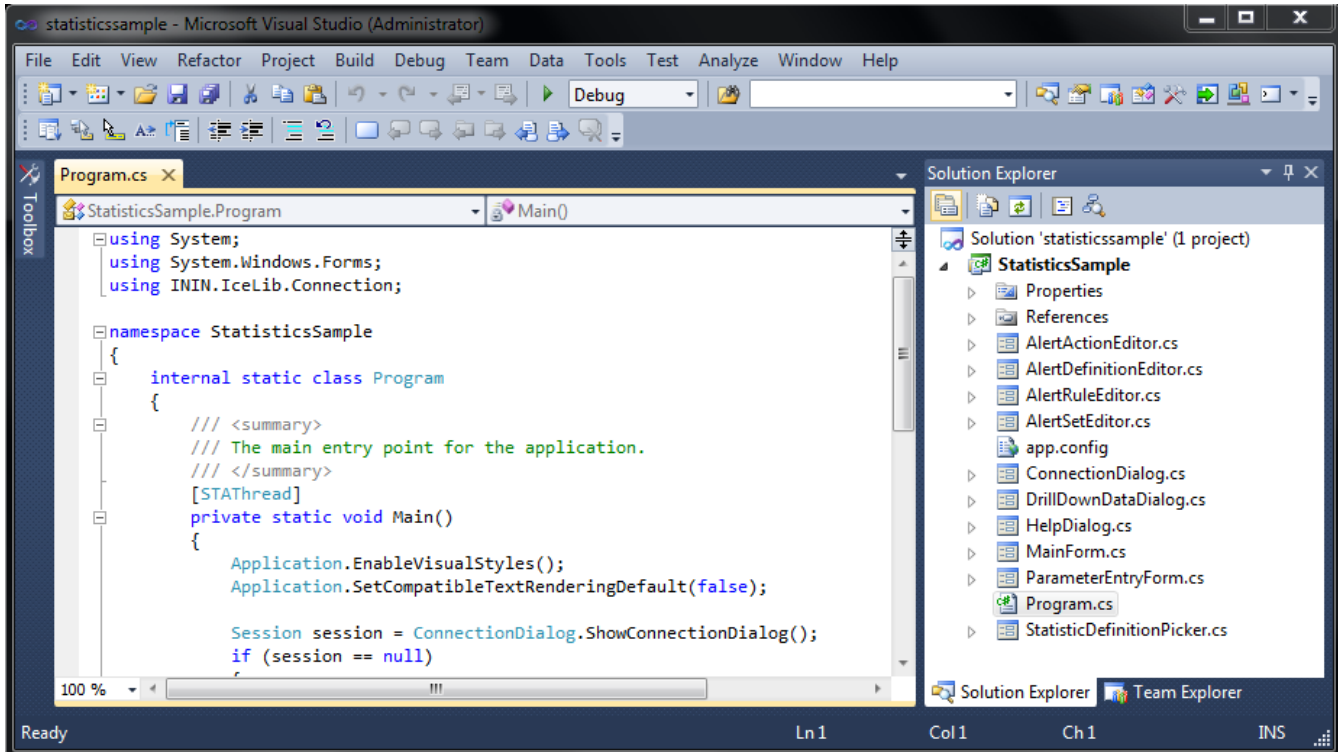 statisticssample - Microsoft Visual Studio (Administrator)
File Edit View Refactor Project Build Debug Team Data Tools Test Analyze Window Help
Debug
Toolbox
Program.cs
StatisticsSample.Program
Main()
using System;
using System.Windows.Forms;
using ININ.IceLib.Connection;
namespace StatisticsSample
{
internal static class Program
{
/// <summary>
/// The main entry point for the application.
/// </summary>
[STAThread]
private static void Main()
{
Application.EnableVisualStyles();
Application.SetCompatibleTextRenderingDefault(false);
Session session = ConnectionDialog.ShowConnectionDialog();
if (session == null)
100 %
Solution Explorer
Solution 'statisticssample' (1 project)
StatisticsSample
Properties
References
AlertActionEditor.cs
AlertDefinitionEditor.cs
AlertRuleEditor.cs
AlertSetEditor.cs
app.config
ConnectionDialog.cs
DrillDownDataDialog.cs
HelpDialog.cs
MainForm.cs
ParameterEntryForm.cs
Program.cs
StatisticDefinitionPicker.cs
Solution Explorer Team Explorer
Ready Ln 1 Col 1 Ch 1 INS